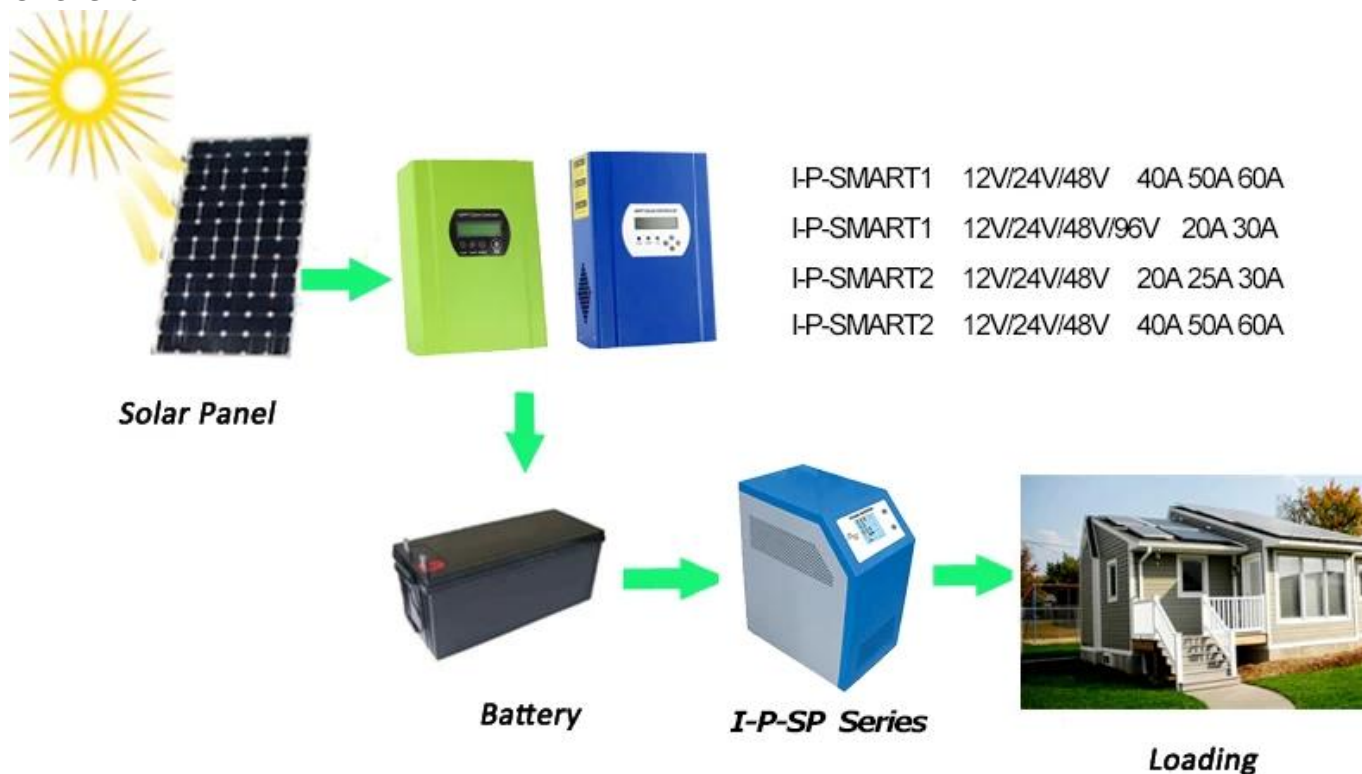 I-P-SMART1 12V/24V/48V 40A 50A 60A
I-P-SMART1 12V/24V/48V/96V 20A 30A
I-P-SMART2 12V/24V/48V 20A 25A 30A
I-P-SMART2 12V/24V/48V 40A 50A 60A
Solar Panel
Battery
I-P-SP Series
Loading